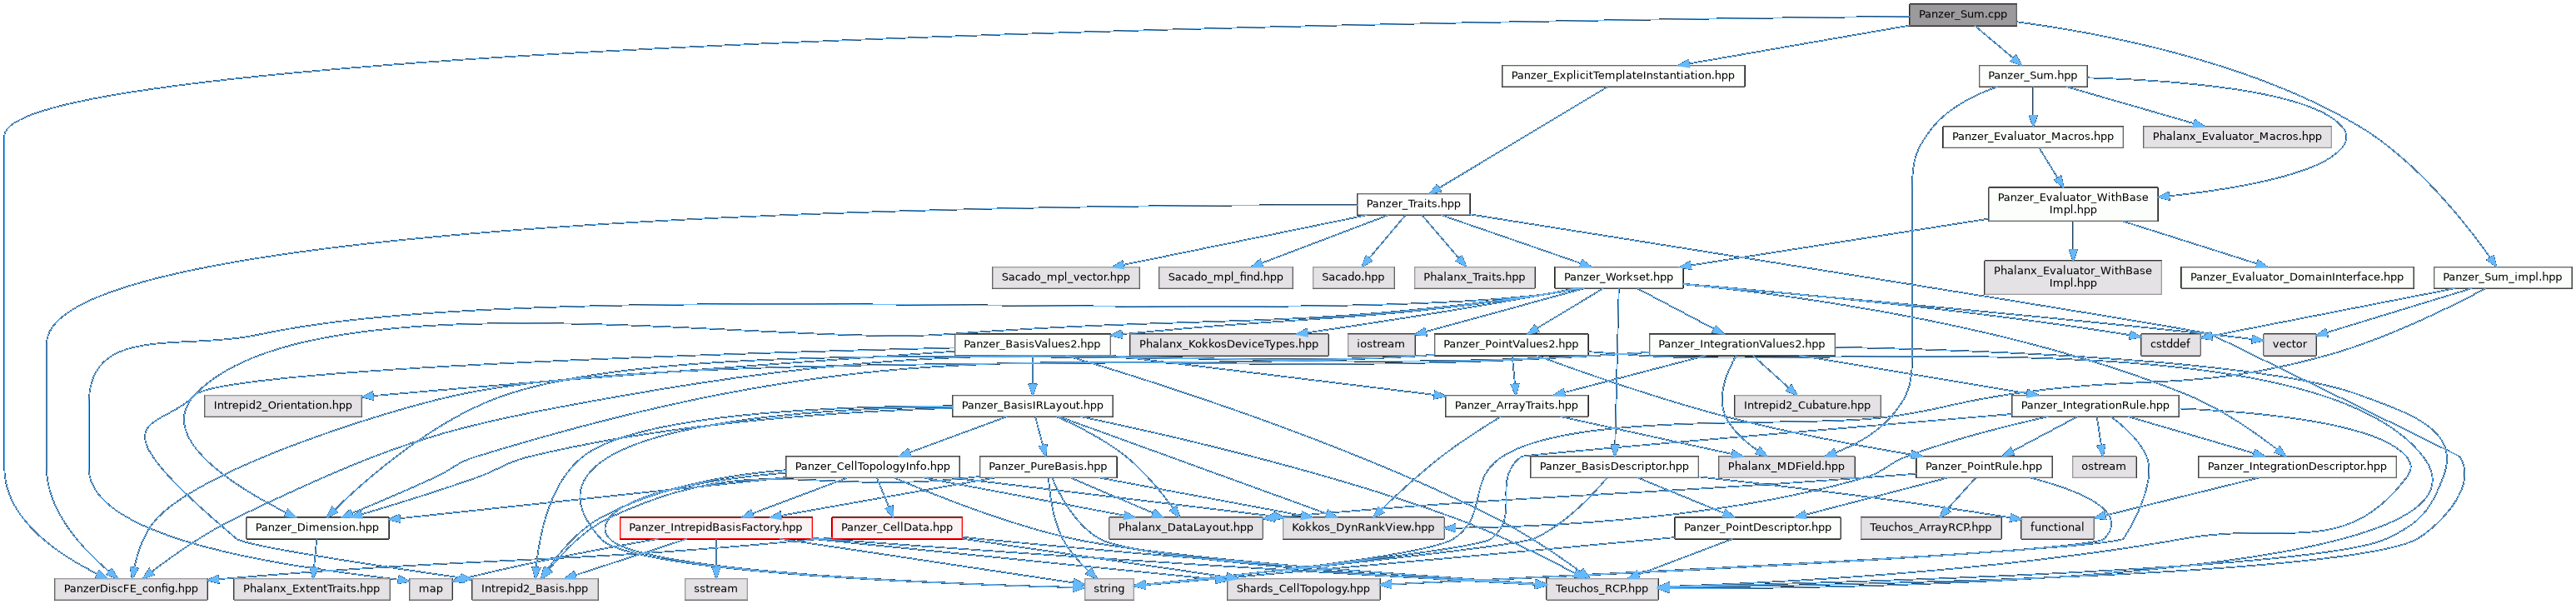 Panzer_Sum.cpp
Panzer_ExplicitTemplateInstantiation.hpp
Panzer_Sum.hpp
Panzer_Evaluator_Macros.hpp
Phalanx_Evaluator_Macros.hpp
Panzer_Traits.hpp
Panzer_Evaluator_WithBase
Impl.hpp
Sacado_mpl_vector.hpp
Sacado_mpl_find.hpp
Sacado.hpp
Phalanx_Traits.hpp
Panzer_Workset.hpp
Phalanx_Evaluator_WithBase
Impl.hpp
Panzer_Evaluator_DomainInterface.hpp
Panzer_Sum_impl.hpp
Panzer_BasisValues2.hpp
Phalanx_KokkosDeviceTypes.hpp
iostream
Panzer_PointValues2.hpp
Panzer_IntegrationValues2.hpp
cstddef
vector
Intrepid2_Orientation.hpp
Panzer_BasisIRLayout.hpp
Panzer_ArrayTraits.hpp
Intrepid2_Cubature.hpp
Panzer_IntegrationRule.hpp
Panzer_CellTopologyInfo.hpp
Panzer_PureBasis.hpp
Panzer_BasisDescriptor.hpp
Phalanx_MDField.hpp
Panzer_PointRule.hpp
ostream
Panzer_IntegrationDescriptor.hpp
Panzer_Dimension.hpp
Panzer_IntrepidBasisFactory.hpp
Panzer_CellData.hpp
Phalanx_DataLayout.hpp
Kokkos_DynRankView.hpp
Panzer_PointDescriptor.hpp
Teuchos_ArrayRCP.hpp
functional
PanzerDiscFE_config.hpp
Phalanx_ExtentTraits.hpp
map
Intrepid2_Basis.hpp
sstream
string
Shards_CellTopology.hpp
Teuchos_RCP.hpp